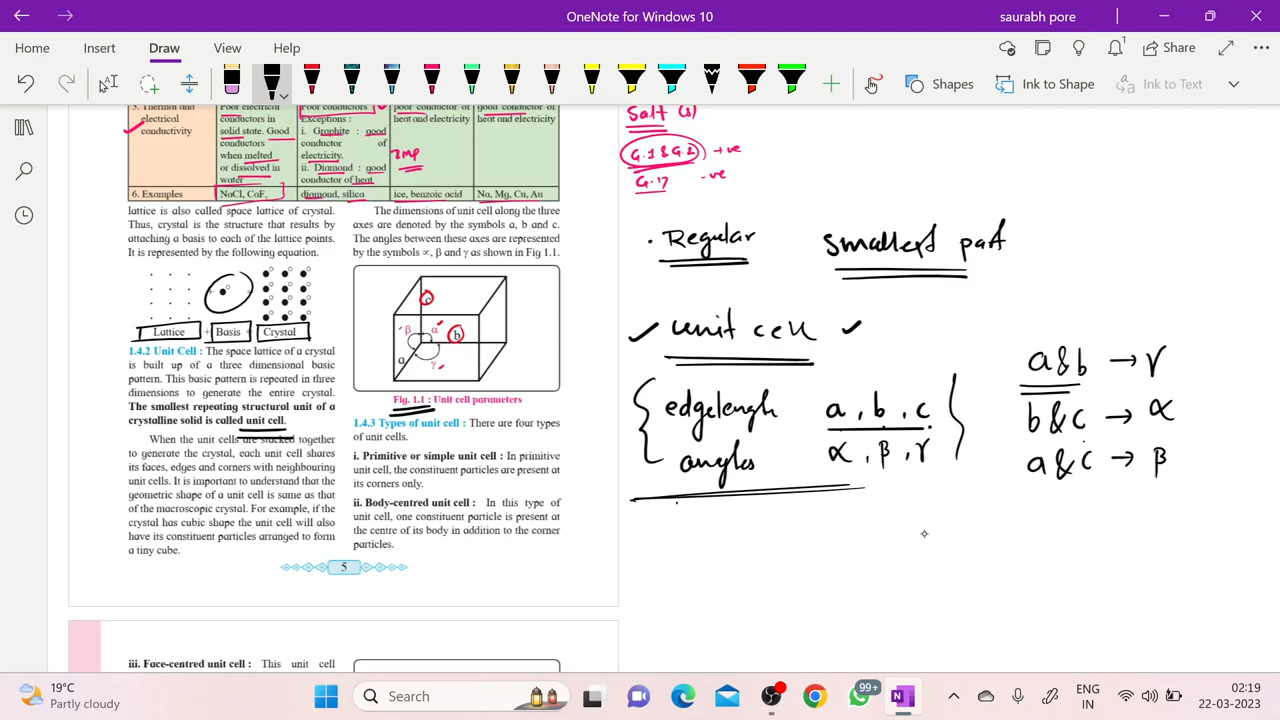 OneNote for Windows 10
saurabh pore
Home Insert Draw View Help
Share
Shapes Ink to Shape Ink to Text
5. Thermal and electrical conductivity
Poor electrical
conductors in
solid state. Good
conductors
when melted
or dissolved in
water
Poor conductors
Exceptions :
i. Graphite : good
conductor of
electricity.
ii. Diamond : good
conductor of heat
poor conductor of
heat and electricity
Imp
good conductor of
heat and electricity
6. Examples NaCl, CaF, diamond, silica ice, benzoic acid Na, Mg, Cu, Au
lattice is also called space lattice of crystal.
Thus, crystal is the structure that results by
attaching a basis to each of the lattice points.
It is represented by the following equation.
Lattice + Basis = Crystal
1.4.2 Unit Cell : The space lattice of a crystal
is built up of a three dimensional basic
pattern. This basic pattern is repeated in three
dimensions to generate the entire crystal.
The smallest repeating structural unit of a
crystalline solid is called unit cell.
When the unit cells are stacked together
to generate the crystal, each unit cell shares
its faces, edges and corners with neighbouring
unit cells. It is important to understand that the
geometric shape of a unit cell is same as that
of the macroscopic crystal. For example, if the
crystal has cubic shape the unit cell will also
have its constituent particles arranged to form
a tiny cube.
The dimensions of unit cell along the three
axes are denoted by the symbols a, b and c.
The angles between these axes are represented
by the symbols ∝, β and γ as shown in Fig 1.1.
c
β α b
a
γ
Fig. 1.1 : Unit cell parameters
1.4.3 Types of unit cell : There are four types
of unit cells.
i. Primitive or simple unit cell : In primitive
unit cell, the constituent particles are present at
its corners only.
ii. Body-centred unit cell : In this type of
unit cell, one constituent particle is present at
the centre of its body in addition to the corner
particles.
5
iii. Face-centred unit cell : This unit cell
Salt (s)
G.1 & G.2 +ve
G.17 -ve
. Regular smallest part
✓ unit cell ✓
edgelength a, b, c
angles α, β, γ
a&b → γ
b&c → α
a&c → β
19°C
Partly cloudy
Search
99+
ENG
IN
02:19
22-03-2023